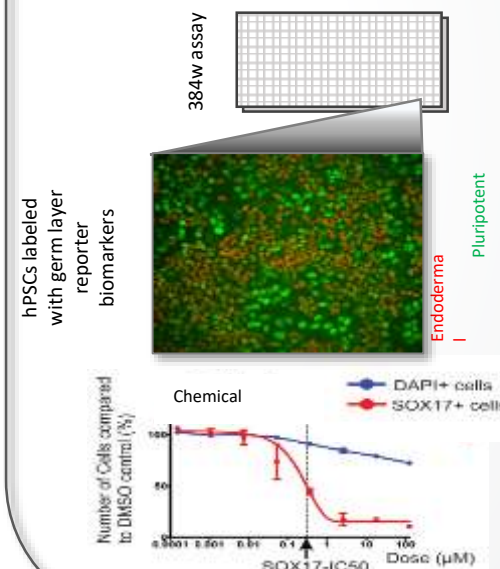 384w assay
hPSCs labeled
with germ layer
reporter
biomarkers
Endoderma
l
Pluripotent
Chemical
DAPI+ cells
SOX17+ cells
Number of Cells compared
to DMSO control (%)
100
50
0
0.0001 0.001 0.01 0.1 1 10 100
SOX17-IC50
Dose (µM)